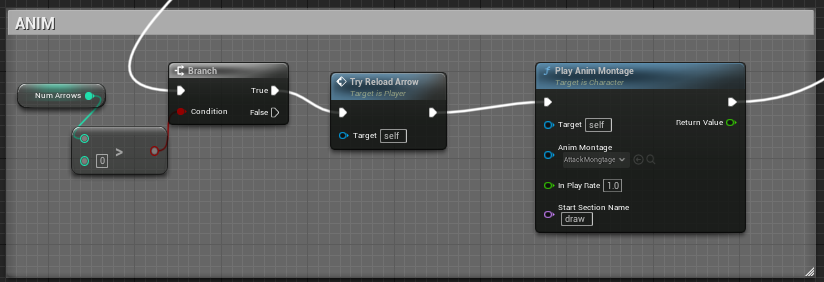 ANIM
Num Arrows
0
>
Branch
True
Condition
False
Try Reload Arrow
Target is Player
Target self
f Play Anim Montage
Target is Character
Target self
Return Value
Anim Montage
AttackMongtage
In Play Rate 1.0
Start Section Name
draw